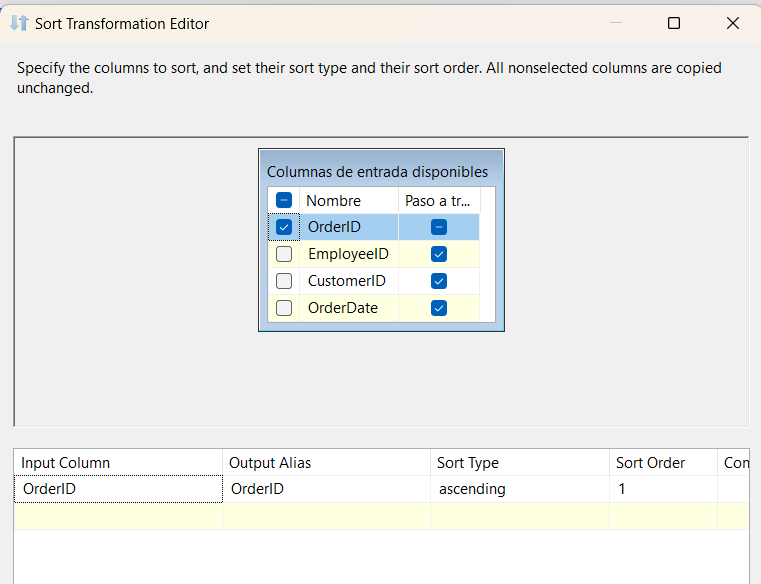 Sort Transformation Editor
Specify the columns to sort, and set their sort type and their sort order. All nonselected columns are copied
unchanged.
Columnas de entrada disponibles
Nombre Paso a tr...
OrderID
EmployeeID
CustomerID
OrderDate
Input Column Output Alias Sort Type Sort Order Con
OrderID OrderID ascending 1